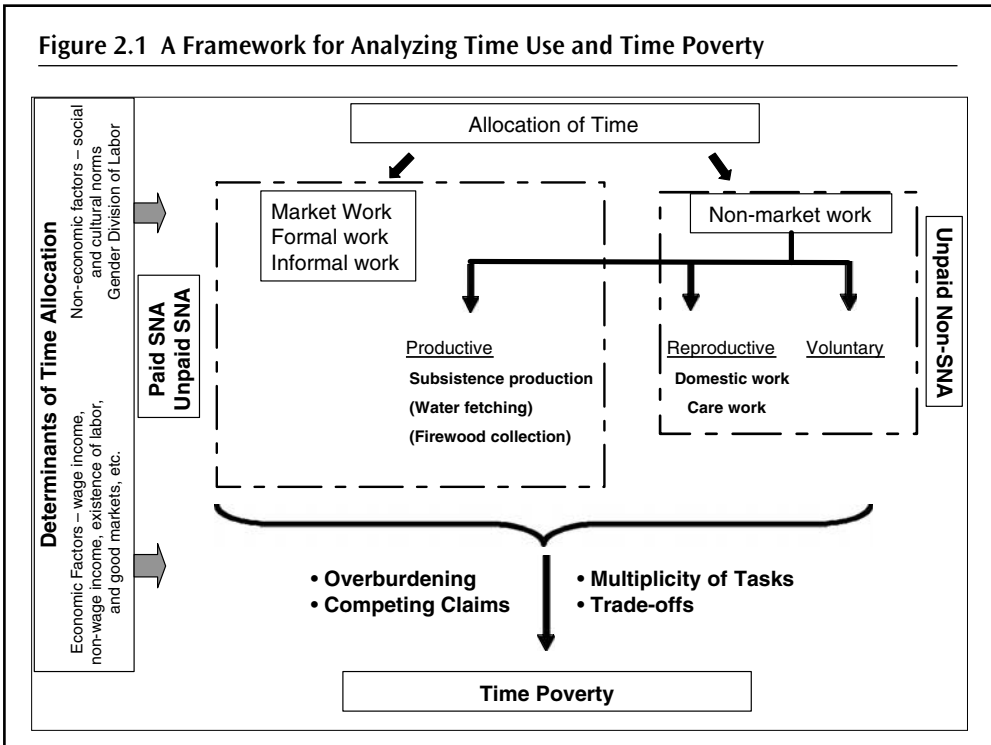 Figure 2.1 A Framework for Analyzing Time Use and Time Poverty
Determinants of Time Allocation
Non-economic factors – social
and cultural norms
Gender Division of Labor
Economic Factors – wage income,
non-wage income, existence of labor,
and good markets, etc.
Paid SNA
Unpaid SNA
Allocation of Time
Market Work
Formal work
Informal work
Non-market work
Productive
Subsistence production
(Water fetching)
(Firewood collection)
Reproductive
Domestic work
Care work
Voluntary
Unpaid Non-SNA
• Overburdening
• Competing Claims
• Multiplicity of Tasks
• Trade-offs
Time Poverty